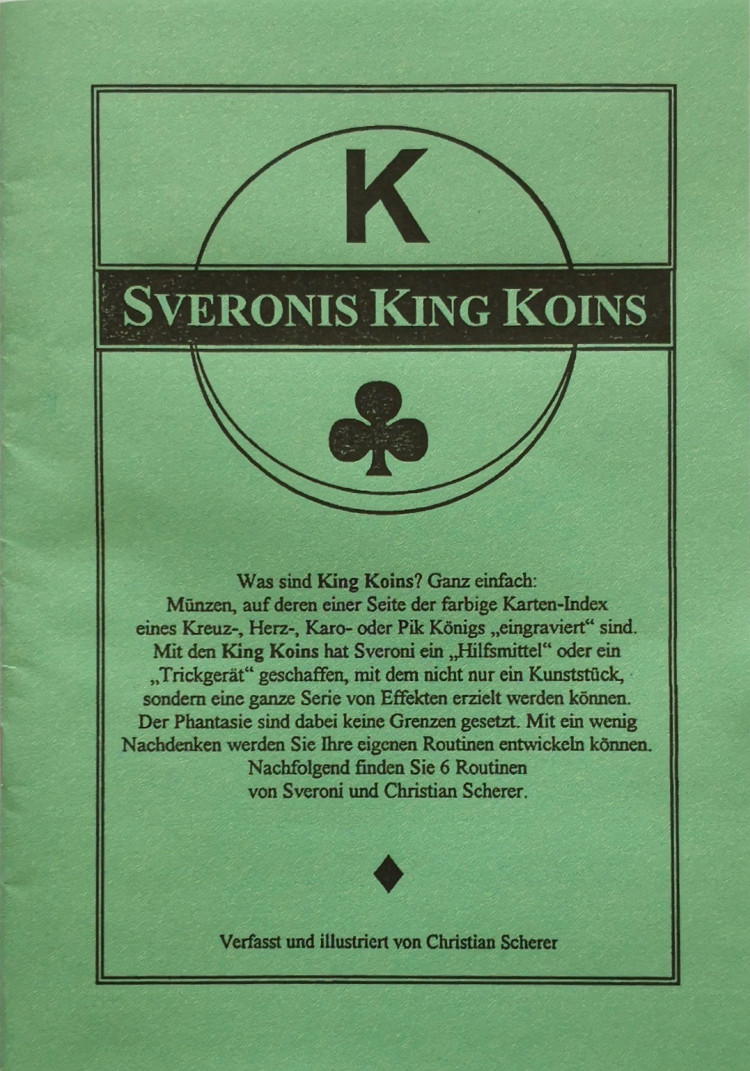 K
SVERONIS KING KOINS
Was sind King Koins? Ganz einfach:
Münzen, auf deren einer Seite der farbige Karten-Index
eines Kreuz-, Herz-, Karo- oder Pik Königs „eingraviert“ sind.
Mit den King Koins hat Sveroni ein „Hilfsmittel“ oder ein
„Trickgerät“ geschaffen, mit dem nicht nur ein Kunststück,
sondern eine ganze Serie von Effekten erzielt werden können.
Der Phantasie sind dabei keine Grenzen gesetzt. Mit ein wenig
Nachdenken werden Sie Ihre eigenen Routinen entwickeln können.
Nachfolgend finden Sie 6 Routinen
von Sveroni und Christian Scherer.
Verfasst und illustriert von Christian Scherer